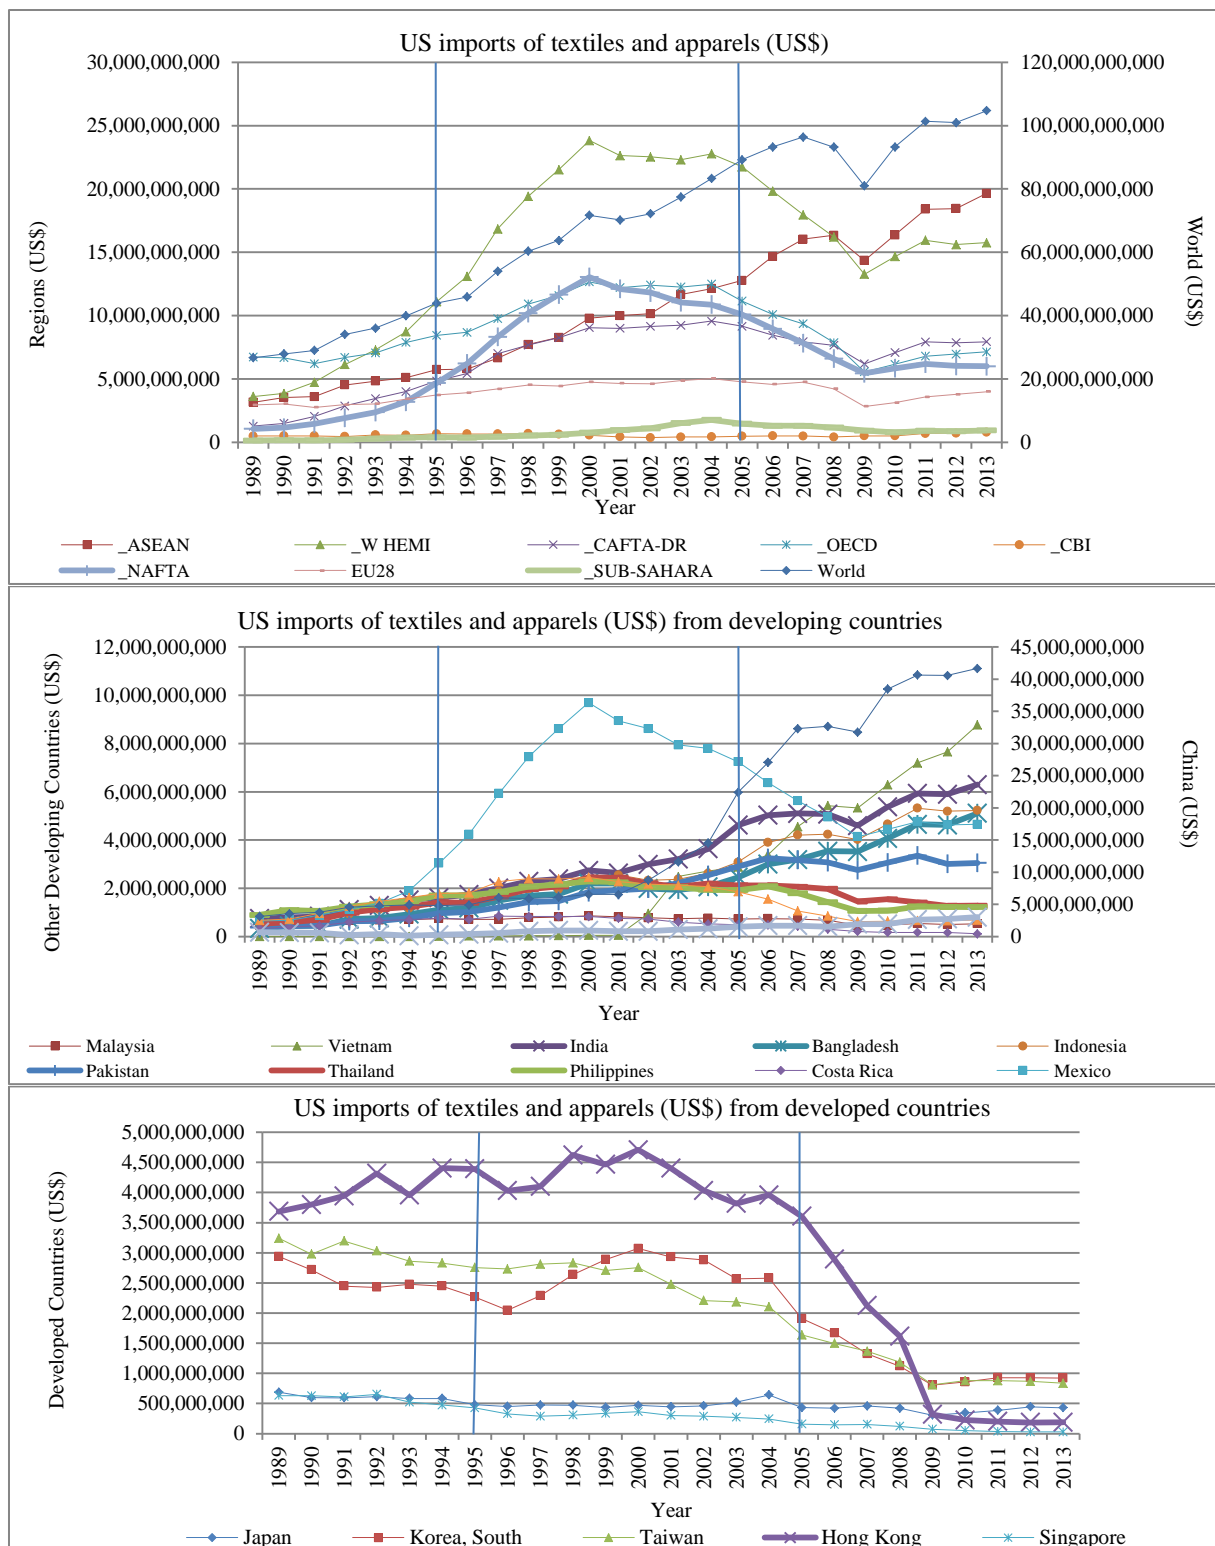 US imports of textiles and apparels (US$)
30,000,000,000
25,000,000,000
20,000,000,000
15,000,000,000
10,000,000,000
5,000,000,000
0
Regions (US$)
120,000,000,000
100,000,000,000
80,000,000,000
60,000,000,000
40,000,000,000
20,000,000,000
0
World (US$)
1989 1990 1991 1992 1993 1994 1995 1996 1997 1998 1999 2000 2001 2002 2003 2004 2005 2006 2007 2008 2009 2010 2011 2012 2013
Year
_ASEAN _W HEMI _CAFTA-DR _OECD _CBI
_NAFTA EU28 _SUB-SAHARA World
US imports of textiles and apparels (US$) from developing countries
12,000,000,000
10,000,000,000
8,000,000,000
6,000,000,000
4,000,000,000
2,000,000,000
0
Other Developing Countries (US$)
45,000,000,000
40,000,000,000
35,000,000,000
30,000,000,000
25,000,000,000
20,000,000,000
15,000,000,000
10,000,000,000
5,000,000,000
0
China (US$)
1989 1990 1991 1992 1993 1994 1995 1996 1997 1998 1999 2000 2001 2002 2003 2004 2005 2006 2007 2008 2009 2010 2011 2012 2013
Year
Malaysia Vietnam India Bangladesh Indonesia
Pakistan Thailand Philippines Costa Rica Mexico
US imports of textiles and apparels (US$) from developed countries
5,000,000,000
4,500,000,000
4,000,000,000
3,500,000,000
3,000,000,000
2,500,000,000
2,000,000,000
1,500,000,000
1,000,000,000
500,000,000
0
Developed Countries (US$)
1989 1990 1991 1992 1993 1994 1995 1996 1997 1998 1999 2000 2001 2002 2003 2004 2005 2006 2007 2008 2009 2010 2011 2012 2013
Year
Japan Korea, South Taiwan Hong Kong Singapore